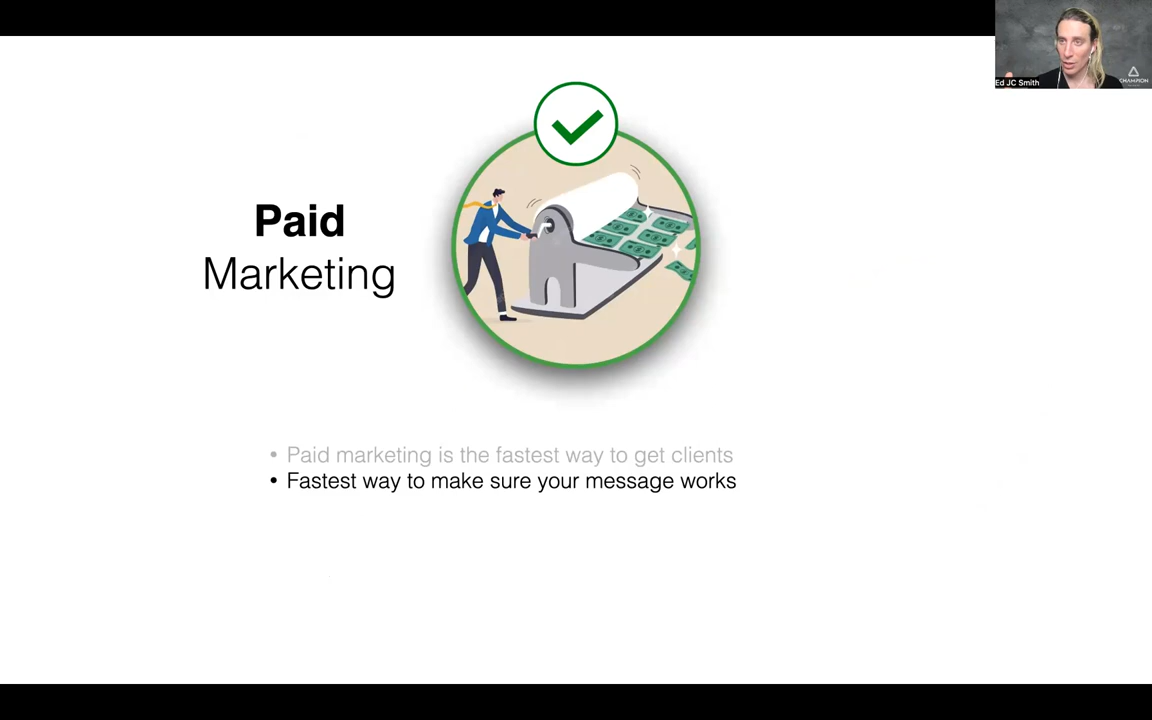 Ed JC Smith
CHAMPION
Paid
Marketing
• Paid marketing is the fastest way to get clients
• Fastest way to make sure your message works